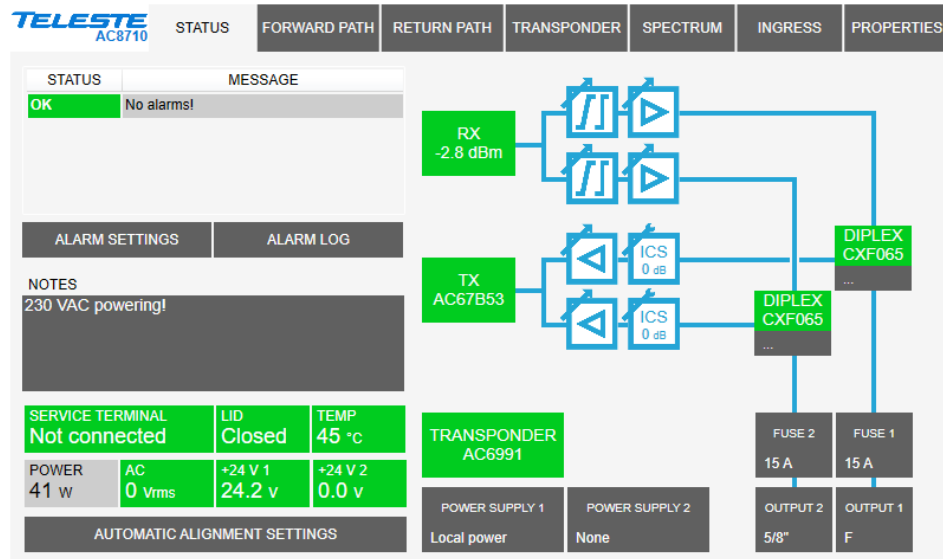 TELESTE
AC8710
STATUS
FORWARD PATH
RETURN PATH
TRANSPONDER
SPECTRUM
INGRESS
PROPERTIES
STATUS MESSAGE
OK No alarms!
ALARM SETTINGS
ALARM LOG
NOTES
230 VAC powering!
SERVICE TERMINAL
Not connected
LID
Closed
TEMP
45 °C
POWER
41 W
AC
0 Vrms
+24 V 1
24.2 V
+24 V 2
0.0 V
AUTOMATIC ALIGNMENT SETTINGS
RX
-2.8 dBm
TX
AC67B53
ICS
0 dB
ICS
0 dB
DIPLEX
CXF065
...
DIPLEX
CXF065
...
TRANSPONDER
AC6991
FUSE 2
15 A
FUSE 1
15 A
POWER SUPPLY 1
Local power
POWER SUPPLY 2
None
OUTPUT 2
5/8"
OUTPUT 1
F